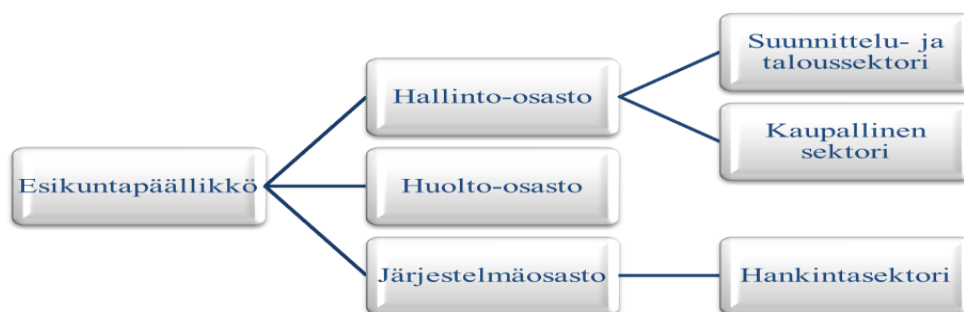 Esikuntapäällikkö
Hallinto-osasto
Suunnittelu- ja
taloussektori
Kaupallinen
sektori
Huolto-osasto
Järjestelmäosasto
Hankintasektori